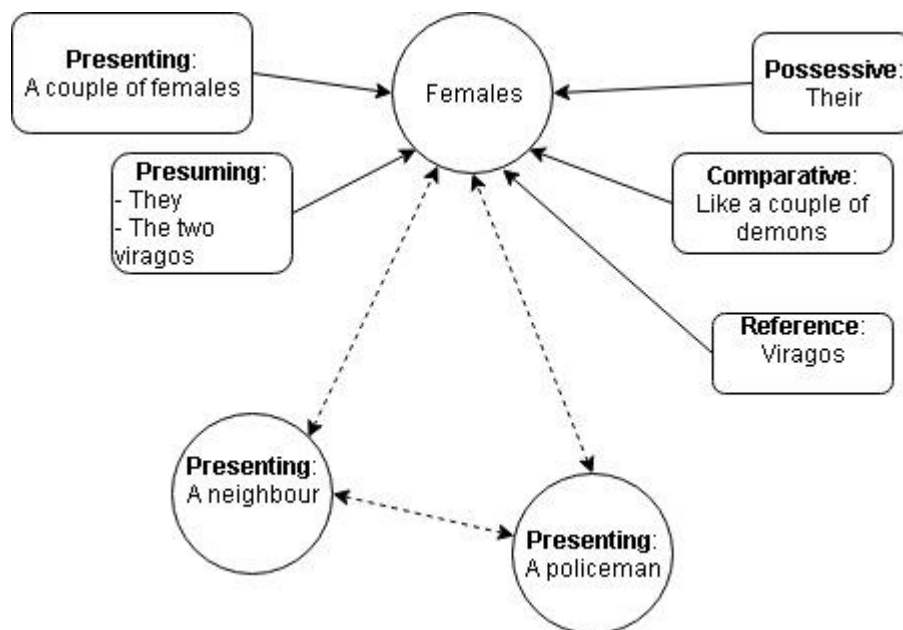 Presenting:
A couple of females
Females
Possessive:
Their
Presuming:
- They
- The two
viragos
Comparative:
Like a couple of
demons
Reference:
Viragos
Presenting:
A neighbour
Presenting:
A policeman